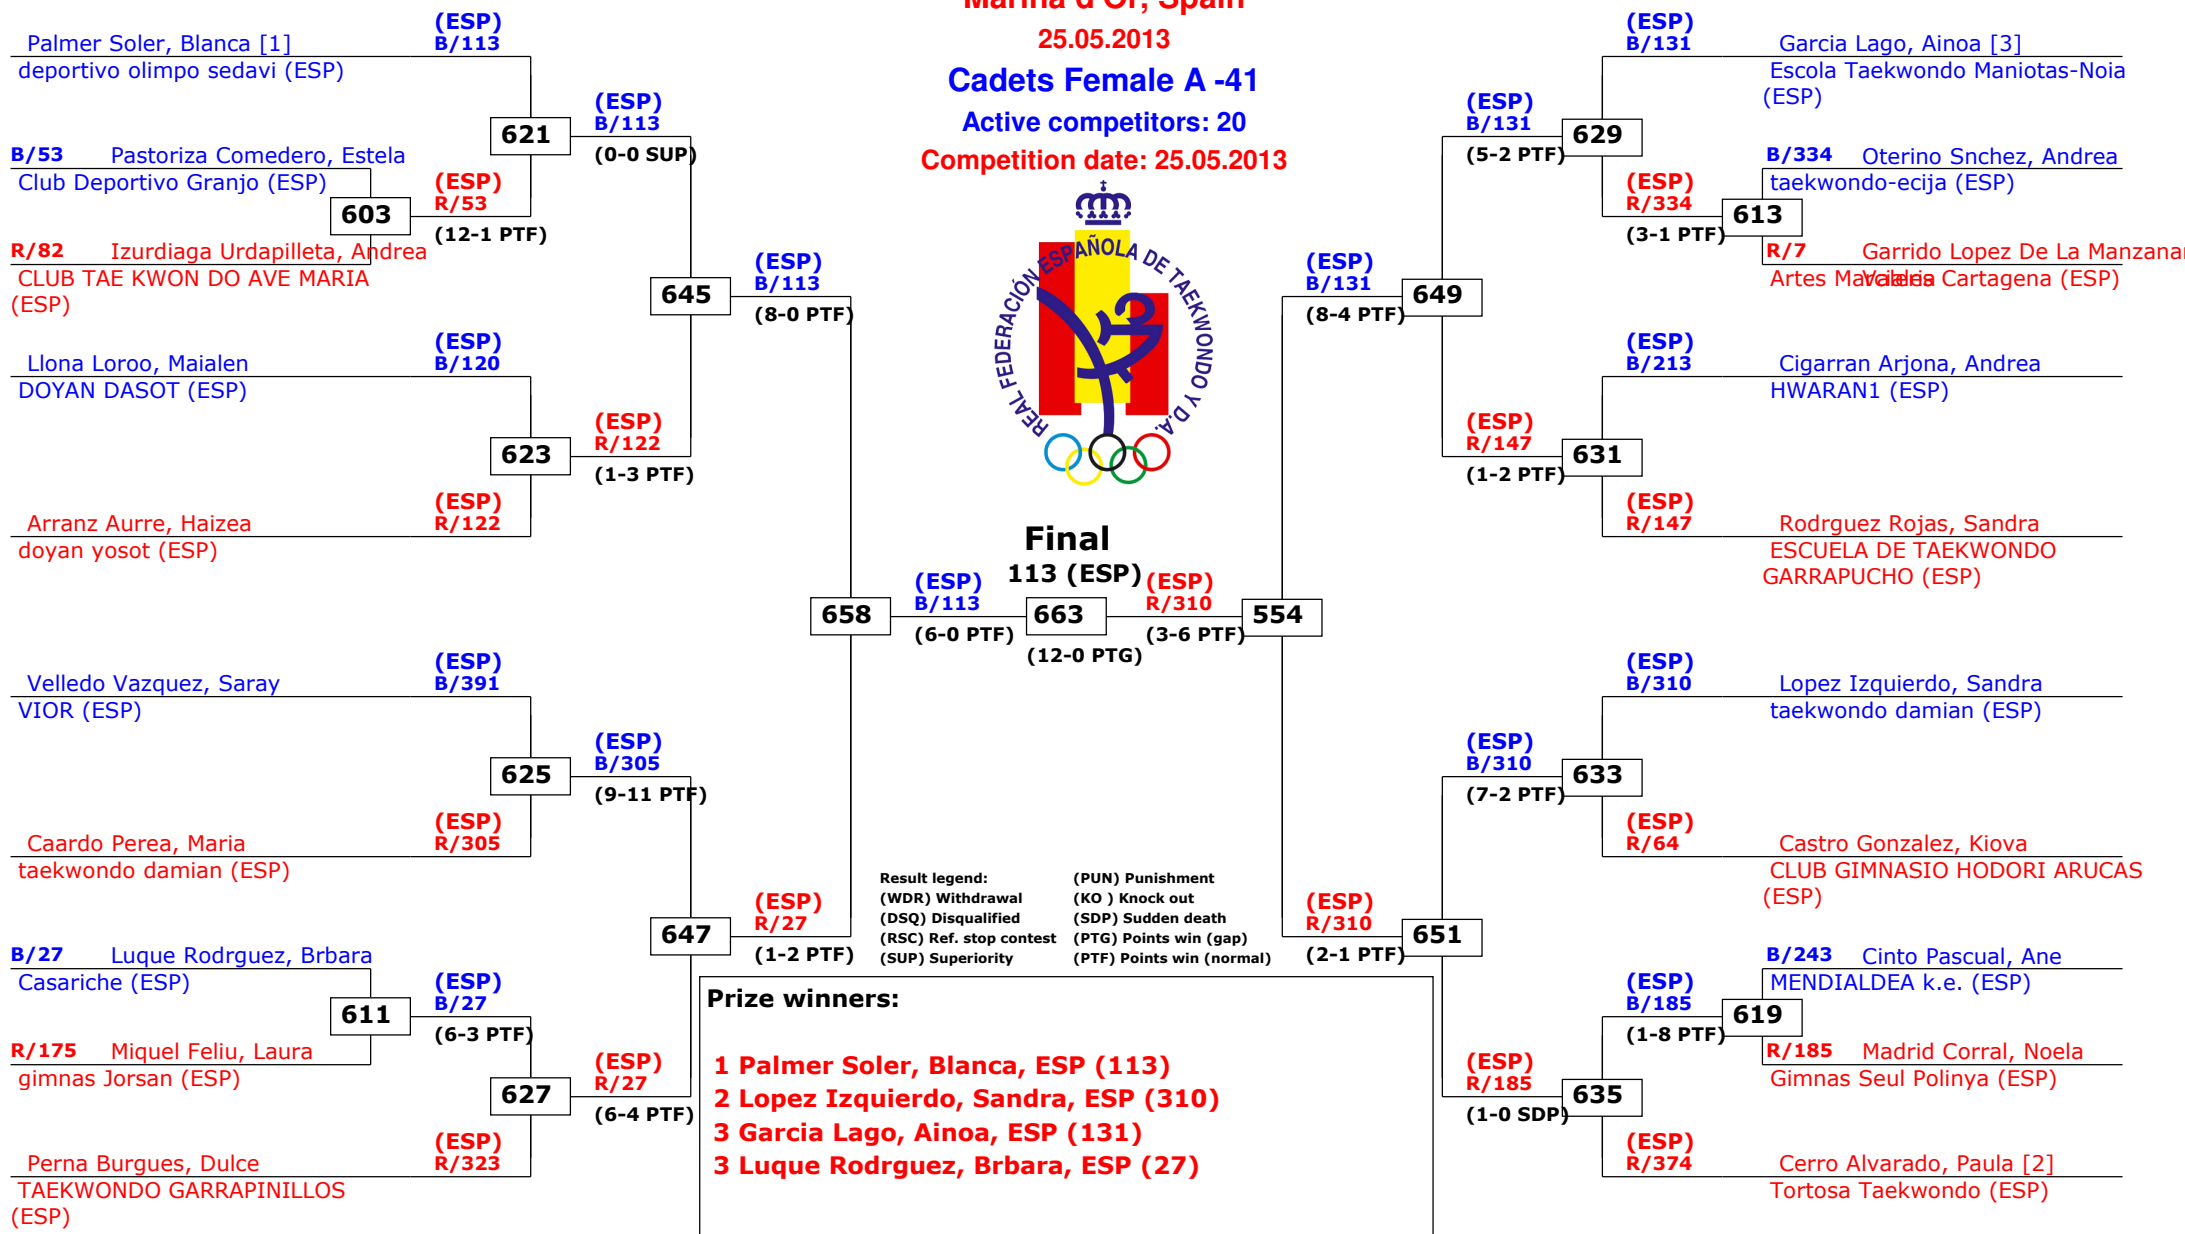 Marina d'Or, Spain
25.05.2013
Cadets Female A -41
Active competitors: 20
Competition date: 25.05.2013
REAL FEDERACIÓN ESPAÑOLA DE TAEKWONDO Y D.A.
(ESP)
B/113
Palmer Soler, Blanca [1]
deportivo olimpo sedavi (ESP)
621
(ESP)
B/113
(0-0 SUP)
B/53 Pastoriza Comedero, Estela
Club Deportivo Granjo (ESP)
603
(ESP)
R/53
(12-1 PTF)
R/82 Izurdiaga Urdapilleta, Andrea
CLUB TAE KWON DO AVE MARIA
(ESP)
645
(ESP)
B/113
(8-0 PTF)
(ESP)
B/120
Llona Loroo, Maialen
DOYAN DASOT (ESP)
623
(ESP)
R/122
(1-3 PTF)
(ESP)
R/122
Arranz Aurre, Haizea
doyan yosot (ESP)
658
(ESP)
B/113
(6-0 PTF)
(ESP)
B/391
Velledo Vazquez, Saray
VIOR (ESP)
625
(ESP)
B/305
(9-11 PTF)
(ESP)
R/305
Caardo Perea, Maria
taekwondo damian (ESP)
647
(ESP)
R/27
(1-2 PTF)
B/27 Luque Rodrguez, Brbara
Casariche (ESP)
611
(ESP)
B/27
(6-3 PTF)
R/175 Miquel Feliu, Laura
gimnas Jorsan (ESP)
627
(ESP)
R/27
(6-4 PTF)
(ESP)
R/323
Perna Burgues, Dulce
TAEKWONDO GARRAPINILLOS
(ESP)
Final
113 (ESP)
663
(12-0 PTG)
(ESP)
R/310
(3-6 PTF)
554
(ESP)
B/131
Garcia Lago, Ainoa [3]
Escola Taekwondo Maniotas-Noia
(ESP)
629
(ESP)
B/131
(5-2 PTF)
B/334 Oterino Snchez, Andrea
taekwondo-ecija (ESP)
613
(ESP)
R/334
(3-1 PTF)
R/7 Garrido Lopez De La Manzana
Artes Marciales Cartagena (ESP)
649
(ESP)
B/131
(8-4 PTF)
(ESP)
B/213
Cigarran Arjona, Andrea
HWARAN1 (ESP)
631
(ESP)
R/147
(1-2 PTF)
(ESP)
R/147
Rodrguez Rojas, Sandra
ESCUELA DE TAEKWONDO
GARRAPUCHO (ESP)
(ESP)
B/310
Lopez Izquierdo, Sandra
taekwondo damian (ESP)
633
(ESP)
B/310
(7-2 PTF)
(ESP)
R/64
Castro Gonzalez, Kiova
CLUB GIMNASIO HODORI ARUCAS
(ESP)
651
(ESP)
R/310
(2-1 PTF)
B/243 Cinto Pascual, Ane
MENDIALDEA k.e. (ESP)
619
(ESP)
B/185
(1-8 PTF)
R/185 Madrid Corral, Noela
Gimnas Seul Polinya (ESP)
635
(ESP)
R/185
(1-0 SDP)
(ESP)
R/374
Cerro Alvarado, Paula [2]
Tortosa Taekwondo (ESP)
Result legend: (PUN) Punishment
(WDR) Withdrawal (KO ) Knock out
(DSQ) Disqualified (SDP) Sudden death
(RSC) Ref. stop contest (PTG) Points win (gap)
(SUP) Superiority (PTF) Points win (normal)
Prize winners:
1 Palmer Soler, Blanca, ESP (113)
2 Lopez Izquierdo, Sandra, ESP (310)
3 Garcia Lago, Ainoa, ESP (131)
3 Luque Rodrguez, Brbara, ESP (27)